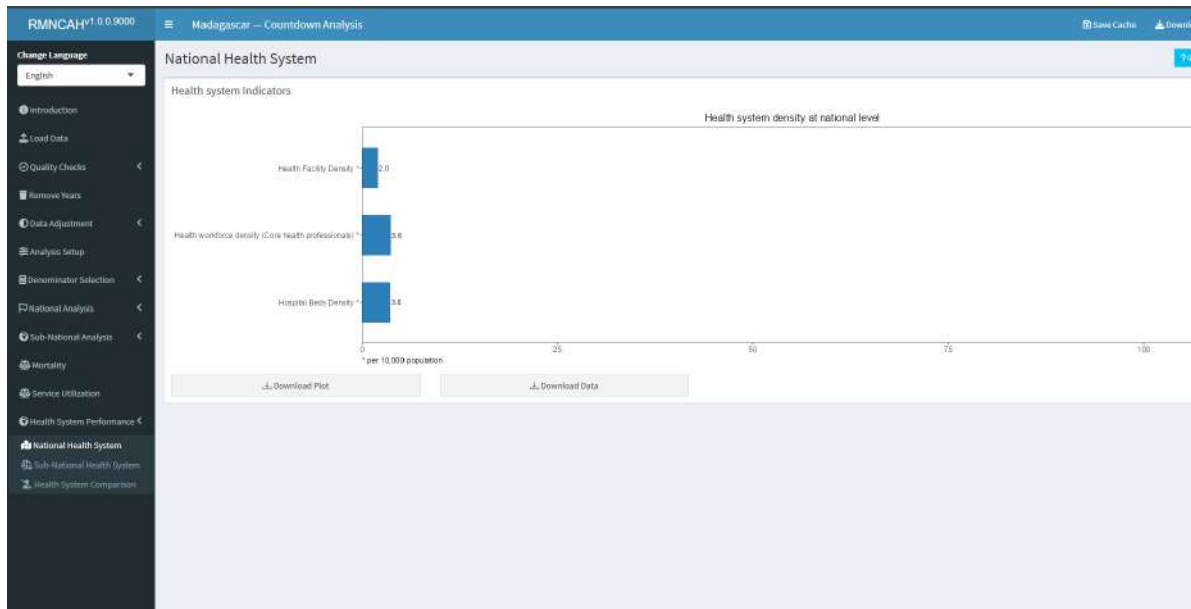 RMNCAHv1.0.0.9000
Madagascar — Countdown Analysis
Save Cache
Change Language
English
Introduction
Load Data
Quality Checks
Remove Years
Data Adjustment
Analysis Setup
Denominator Selection
National Analysis
Sub-National Analysis
Mortality
Service Utilization
Health System Performance
National Health System
Sub-National Health System
Health System Comparison
National Health System
Health system Indicators
Health system density at national level
Health Facility Density *
2.0
Health workforce density (Core health professionals) *
3.6
Hospital Beds Density *
3.6
0 25 50 75 100
* per 10,000 population
Download Plot
Download Data